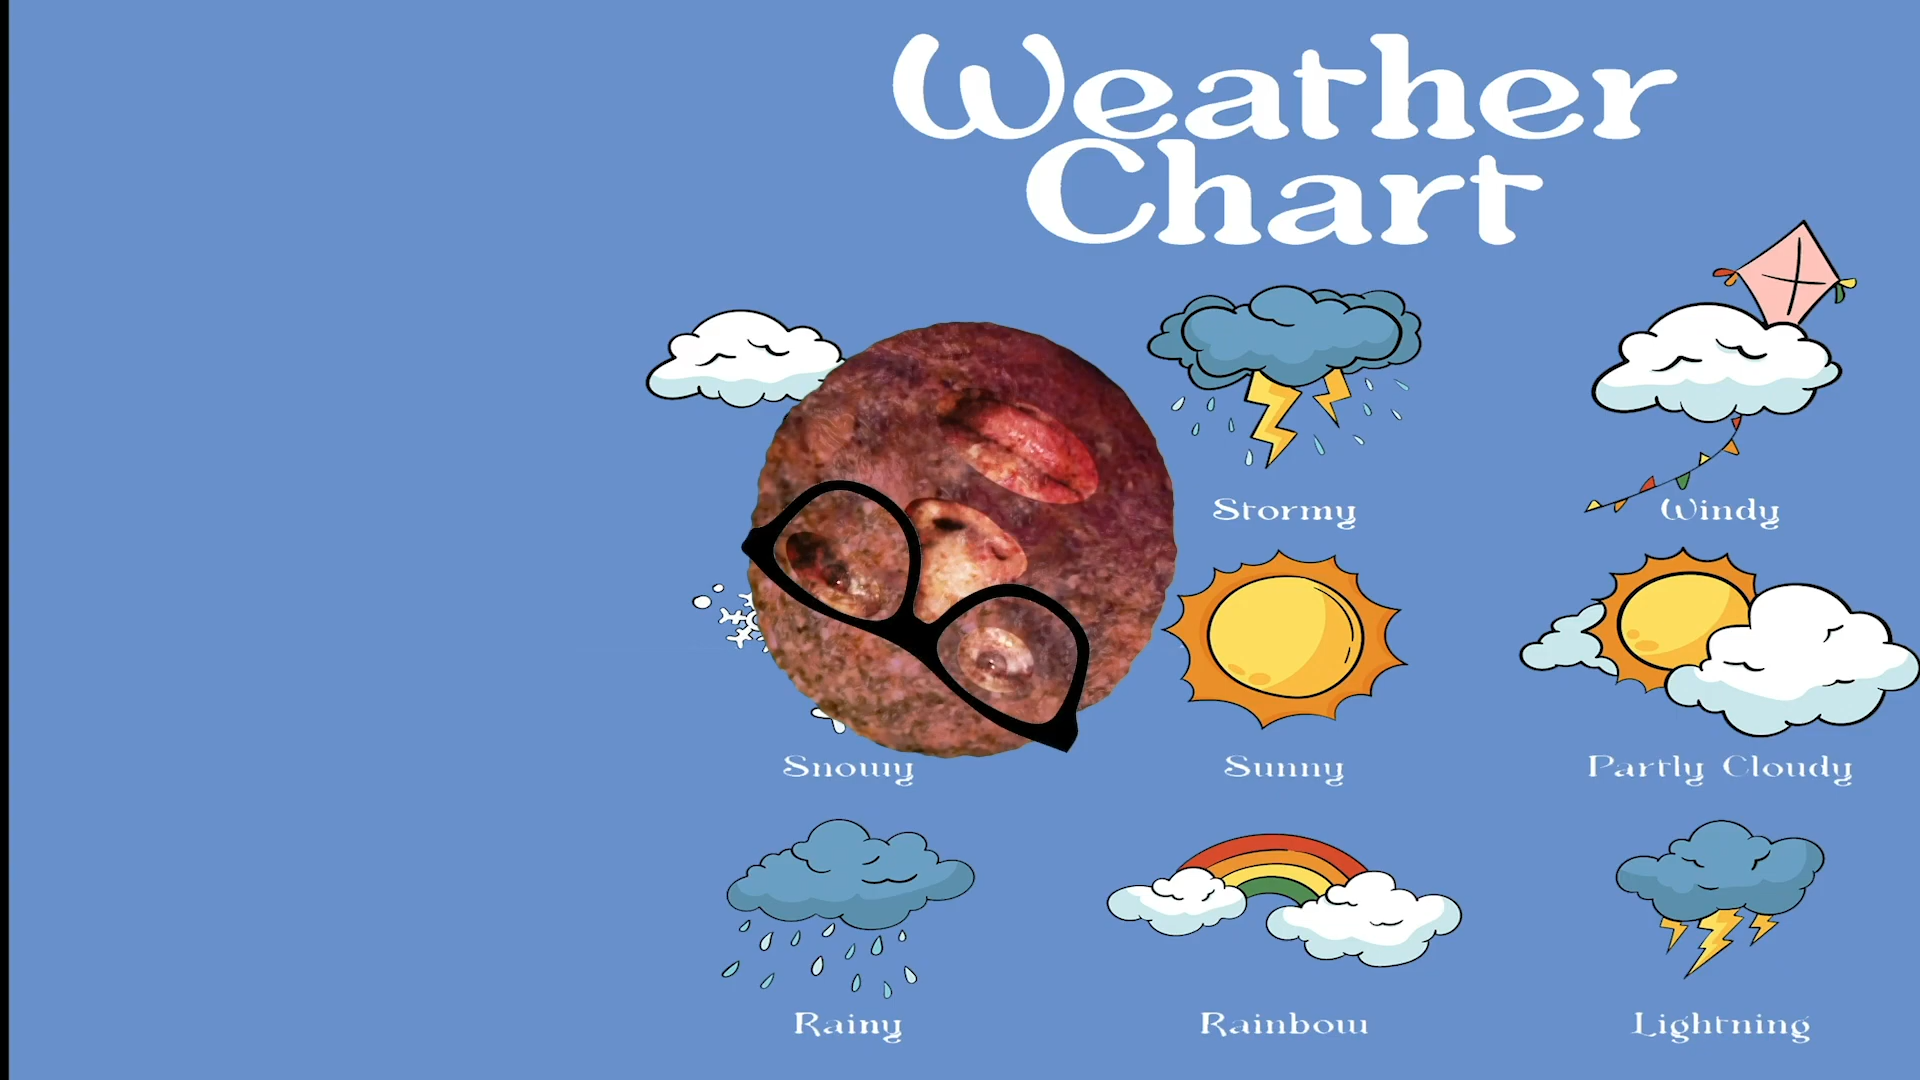 Weather
Chart
Stormy
Windy
Snowy
Sunny
Partly Cloudy
Rainy
Rainbow
Lightning